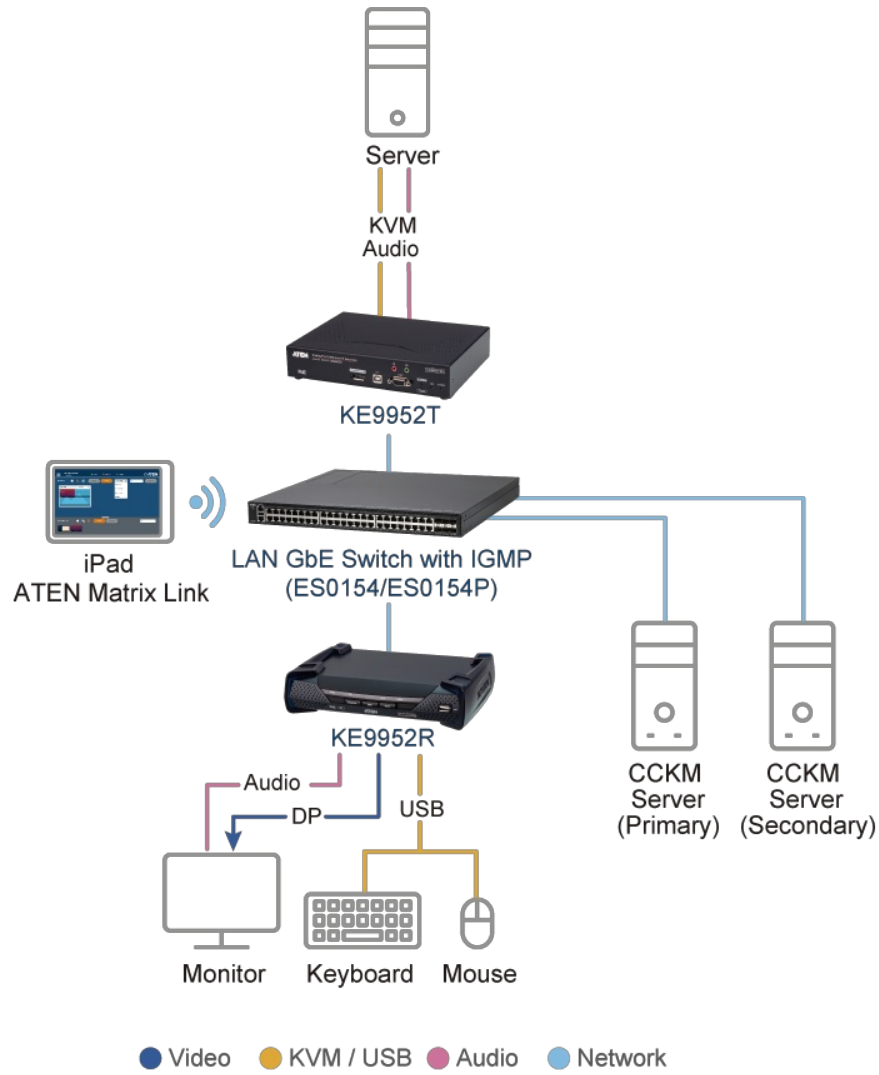 Server
KVM
Audio
ATEN
KE9952T
iPad
ATEN Matrix Link
LAN GbE Switch with IGMP
(ES0154/ES0154P)
KE9952R
Audio
DP
USB
CCKM
Server
(Primary)
CCKM
Server
(Secondary)
Monitor
Keyboard
Mouse
Video
KVM / USB
Audio
Network